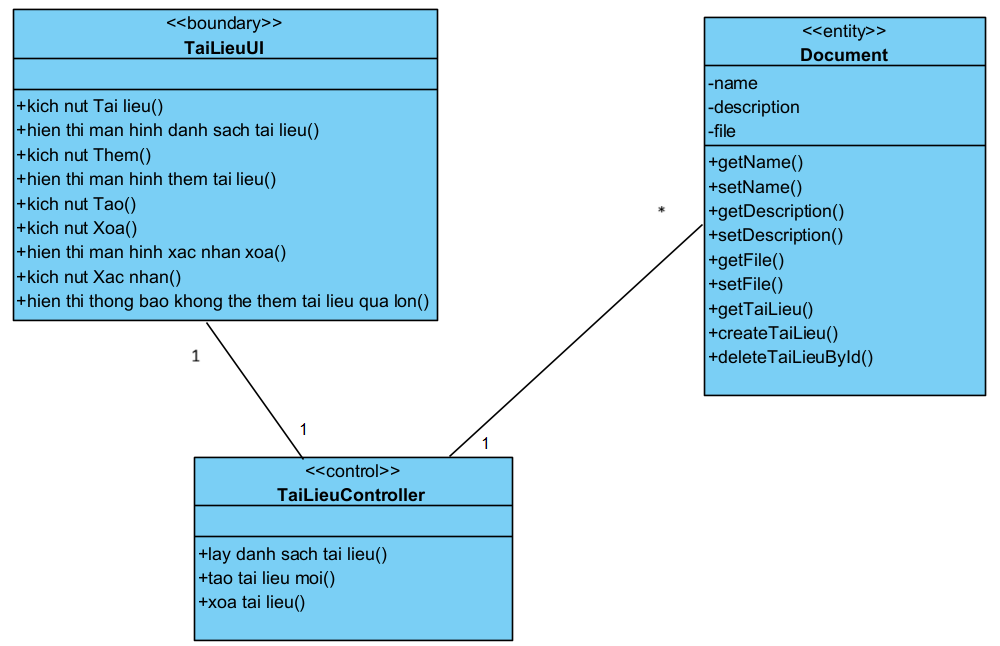 <<boundary>>
TaiLieuUI
+kich nut Tai lieu()
+hien thi man hinh danh sach tai lieu()
+kich nut Them()
+hien thi man hinh them tai lieu()
+kich nut Tao()
+kich nut Xoa()
+hien thi man hinh xac nhan xoa()
+kich nut Xac nhan()
+hien thi thong bao khong the them tai lieu qua lon()
<<entity>>
Document
-name
-description
-file
+getName()
+setName()
+getDescription()
+setDescription()
+getFile()
+setFile()
+getTaiLieu()
+createTaiLieu()
+deleteTaiLieuById()
*
1
1
1
<<control>>
TaiLieuController
+lay danh sach tai lieu()
+tao tai lieu moi()
+xoa tai lieu()